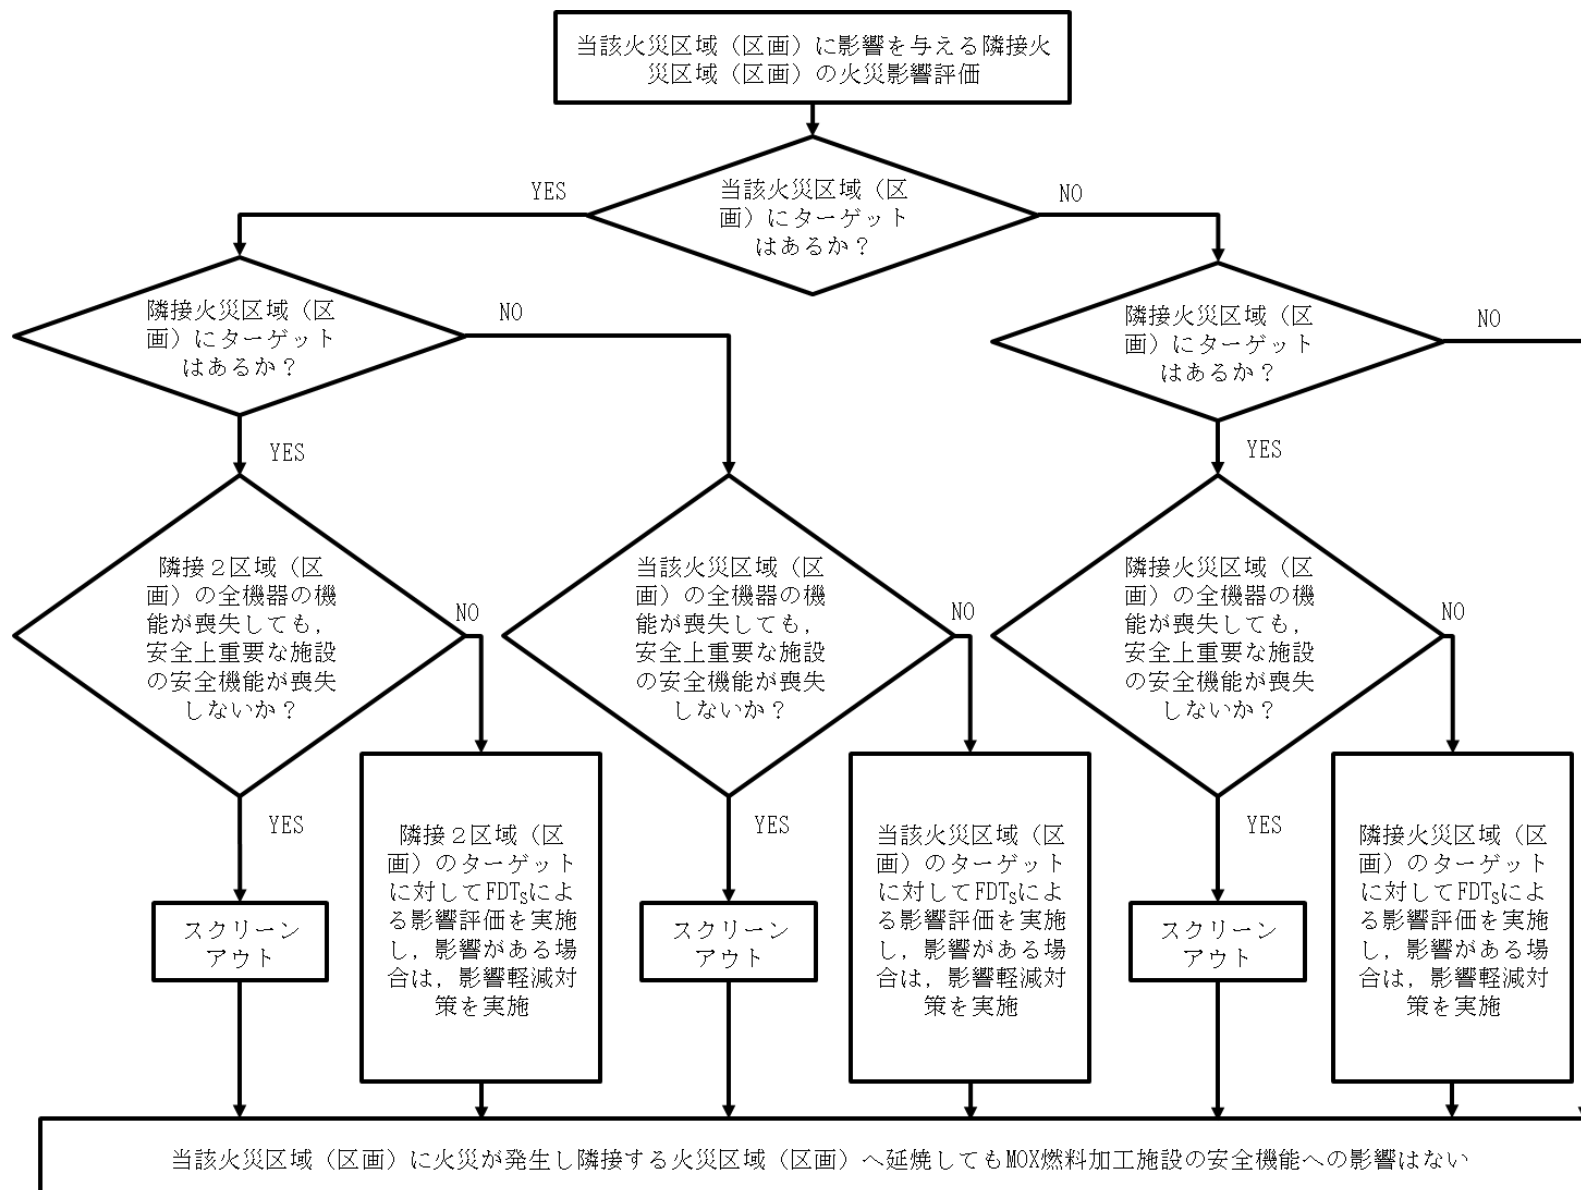 当該火災区域（区画）に影響を与える隣接火
災区域（区画）の火災影響評価
YES
当該火災区域（区
画）にターゲット
はあるか？
NO
隣接火災区域（区
画）にターゲット
はあるか？
NO
隣接火災区域（区
画）にターゲット
はあるか？
NO
YES
YES
隣接２区域（区
画）の全機器の機
能が喪失しても，
安全上重要な施設
の安全機能が喪失
しないか？
NO
当該火災区域（区
画）の全機器の機
能が喪失しても，
安全上重要な施設
の安全機能が喪失
しないか？
NO
隣接火災区域（区
画）の全機器の機
能が喪失しても，
安全上重要な施設
の安全機能が喪失
しないか？
NO
YES
隣接２区域（区
画）のターゲット
に対してFDTsによ
る影響評価を実施
し，影響がある場
合は，影響軽減対
策を実施
YES
当該火災区域（区
画）のターゲット
に対してFDTsによ
る影響評価を実施
し，影響がある場
合は，影響軽減対
策を実施
YES
隣接火災区域（区
画）のターゲット
に対してFDTsによ
る影響評価を実施
し，影響がある場
合は，影響軽減対
策を実施
スクリーン
アウト
スクリーン
アウト
スクリーン
アウト
当該火災区域（区画）に火災が発生し隣接する火災区域（区画）へ延焼してもMOX燃料加工施設の安全機能への影響はない